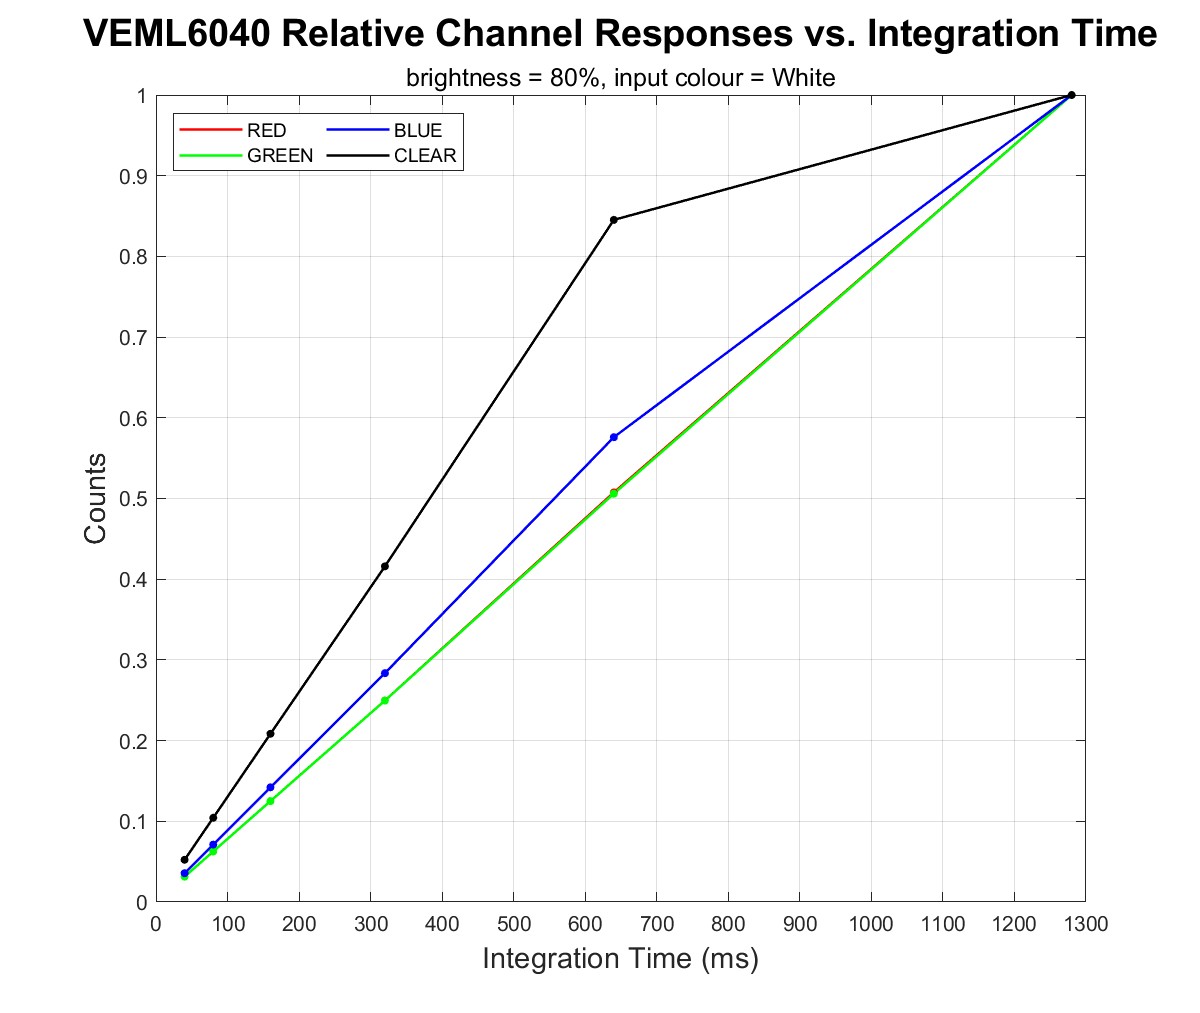 VEML6040 Relative Channel Responses vs. Integration Time
brightness = 80%, input colour = White
RED
BLUE
GREEN
CLEAR
1
0.9
0.8
0.7
0.6
0.5
0.4
0.3
0.2
0.1
0
Counts
0 100 200 300 400 500 600 700 800 900 1000 1100 1200 1300
Integration Time (ms)